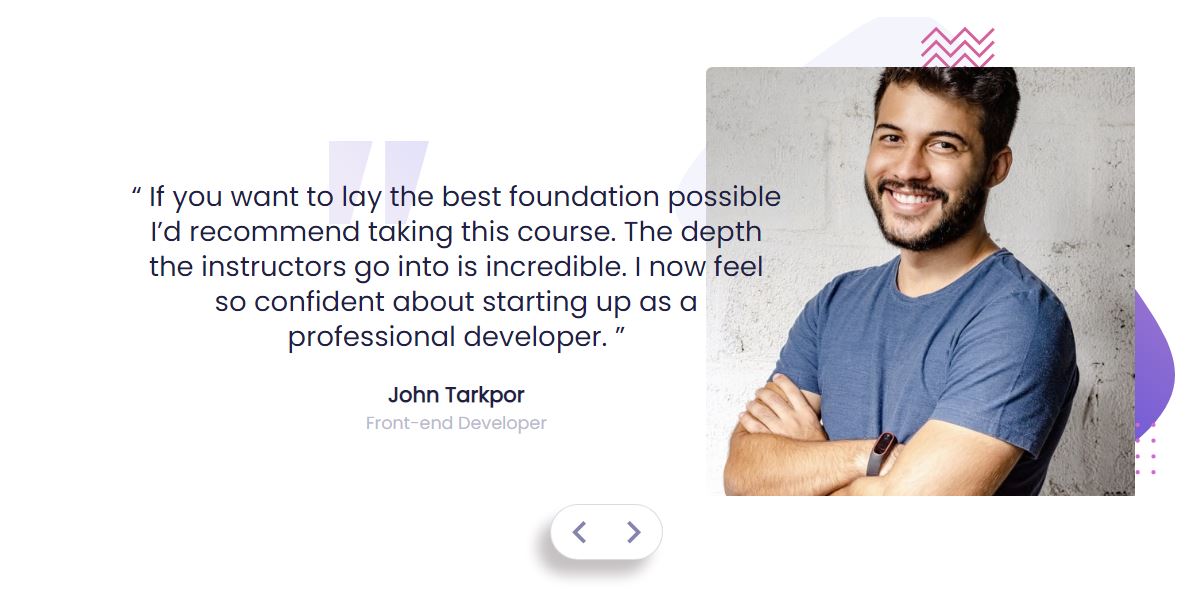 “ If you want to lay the best foundation possible
I’d recommend taking this course. The depth
the instructors go into is incredible. I now feel
so confident about starting up as a
professional developer. ”
John Tarkpor
Front-end Developer